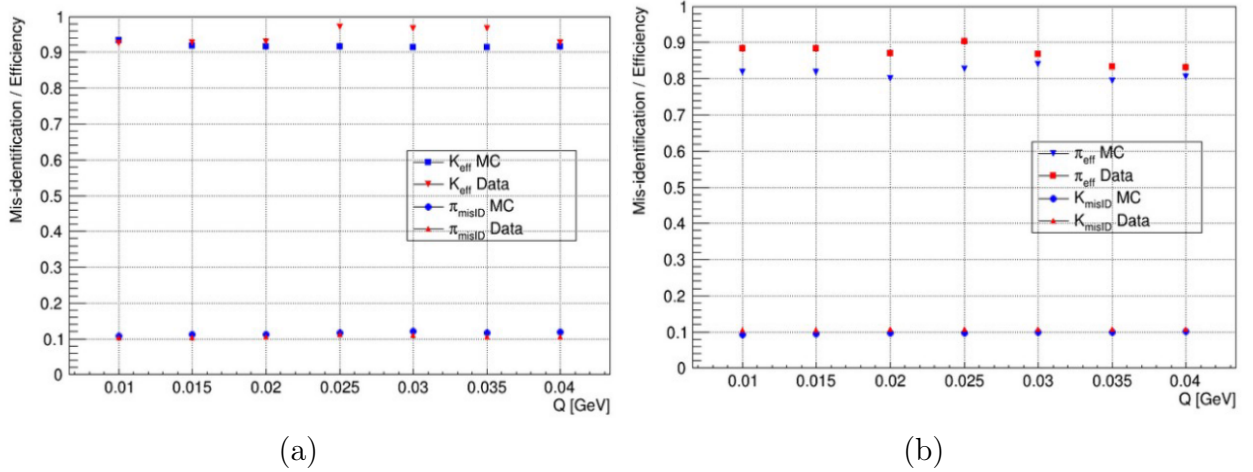 Mis-identification / Efficiency
1
0.9
0.8
0.7
0.6
0.5
0.4
0.3
0.2
0.1
0
K_eff MC
K_eff Data
π_misID MC
π_misID Data
0.01 0.015 0.02 0.025 0.03 0.035 0.04
Q [GeV]
(a)
Mis-identification / Efficiency
1
0.9
0.8
0.7
0.6
0.5
0.4
0.3
0.2
0.1
0
π_eff MC
π_eff Data
K_misID MC
K_misID Data
0.01 0.015 0.02 0.025 0.03 0.035 0.04
Q [GeV]
(b)